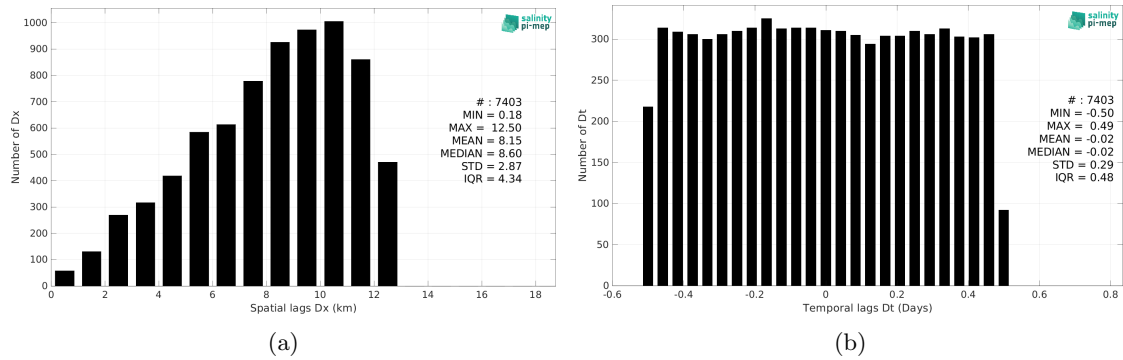 salinity
pi-mep
1000
900
800
700
600
500
400
300
200
100
0
Number of Dx
# : 7403
MIN = 0.18
MAX = 12.50
MEAN = 8.15
MEDIAN = 8.60
STD = 2.87
IQR = 4.34
0 2 4 6 8 10 12 14 16 18
Spatial lags Dx (km)
(a)
salinity
pi-mep
300
250
200
150
100
50
0
Number of Dt
# : 7403
MIN = -0.50
MAX = 0.49
MEAN = -0.02
MEDIAN = -0.02
STD = 0.29
IQR = 0.48
-0.6 -0.4 -0.2 0 0.2 0.4 0.6 0.8
Temporal lags Dt (Days)
(b)